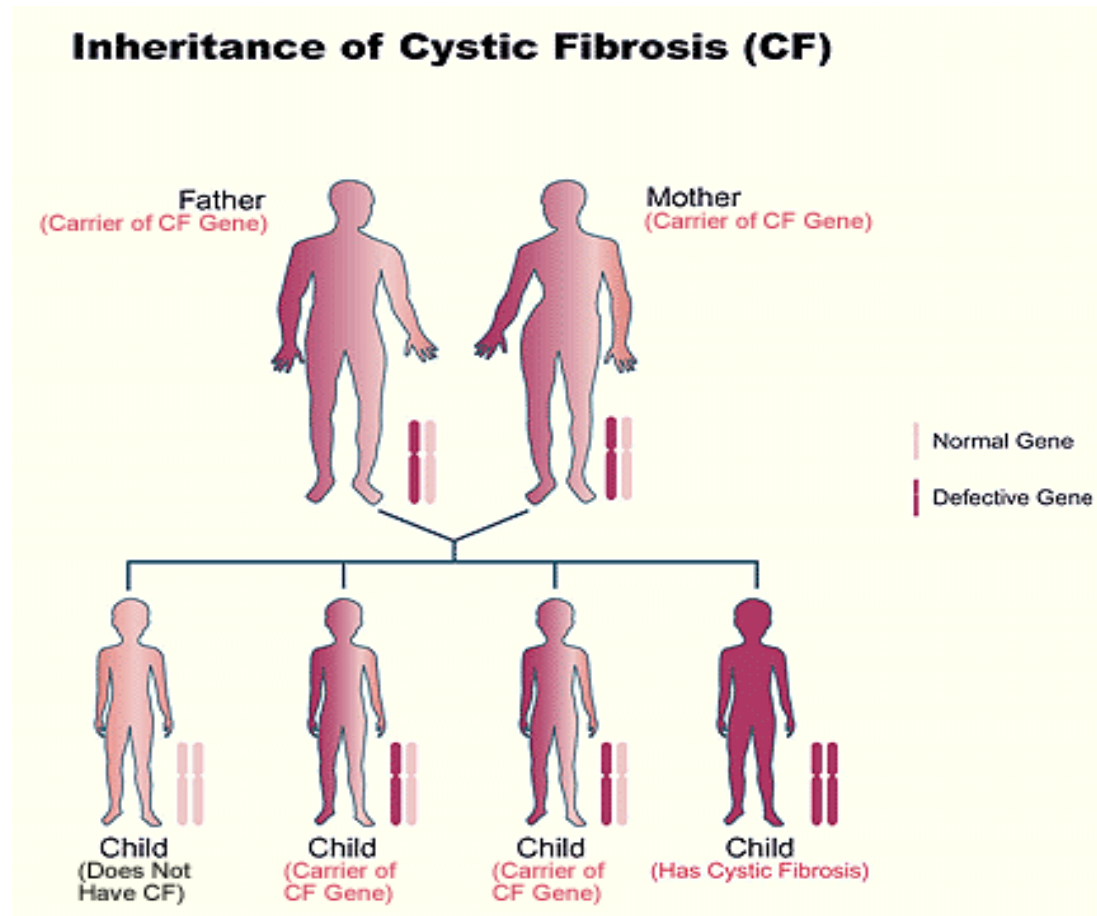 Inheritance of Cystic Fibrosis (CF)
Father
(Carrier of CF Gene)
Mother
(Carrier of CF Gene)
Normal Gene
Defective Gene
Child
(Does Not
Have CF)
Child
(Carrier of
CF Gene)
Child
(Carrier of
CF Gene)
Child
(Has Cystic Fibrosis)